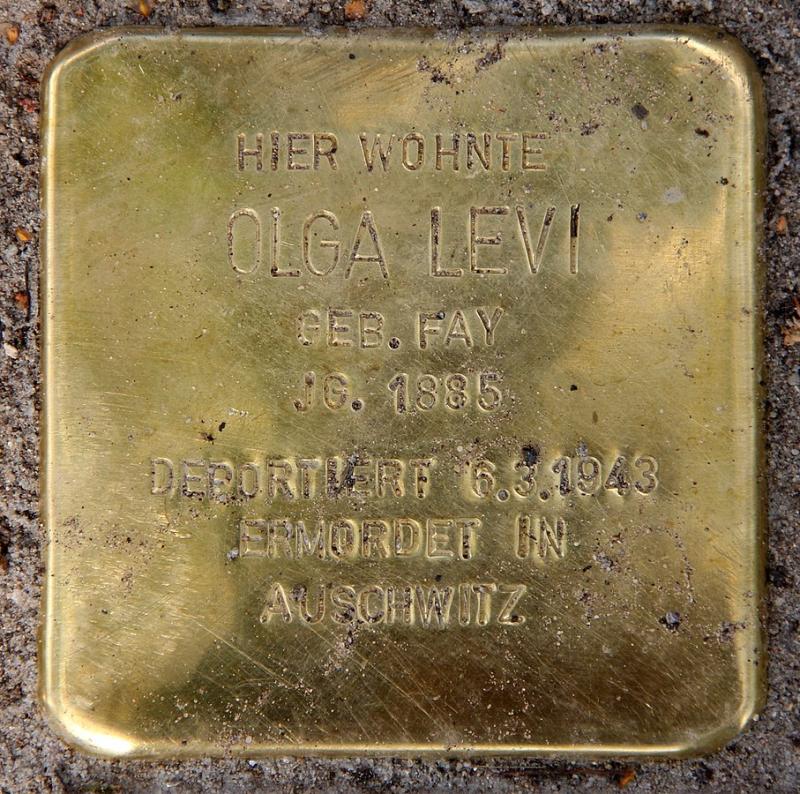 HIER WOHNTE
OLGA LEVI
GEB. FAY
JG. 1885
DEPORTIERT 6.3.1943
ERMORDET IN
AUSCHWITZ